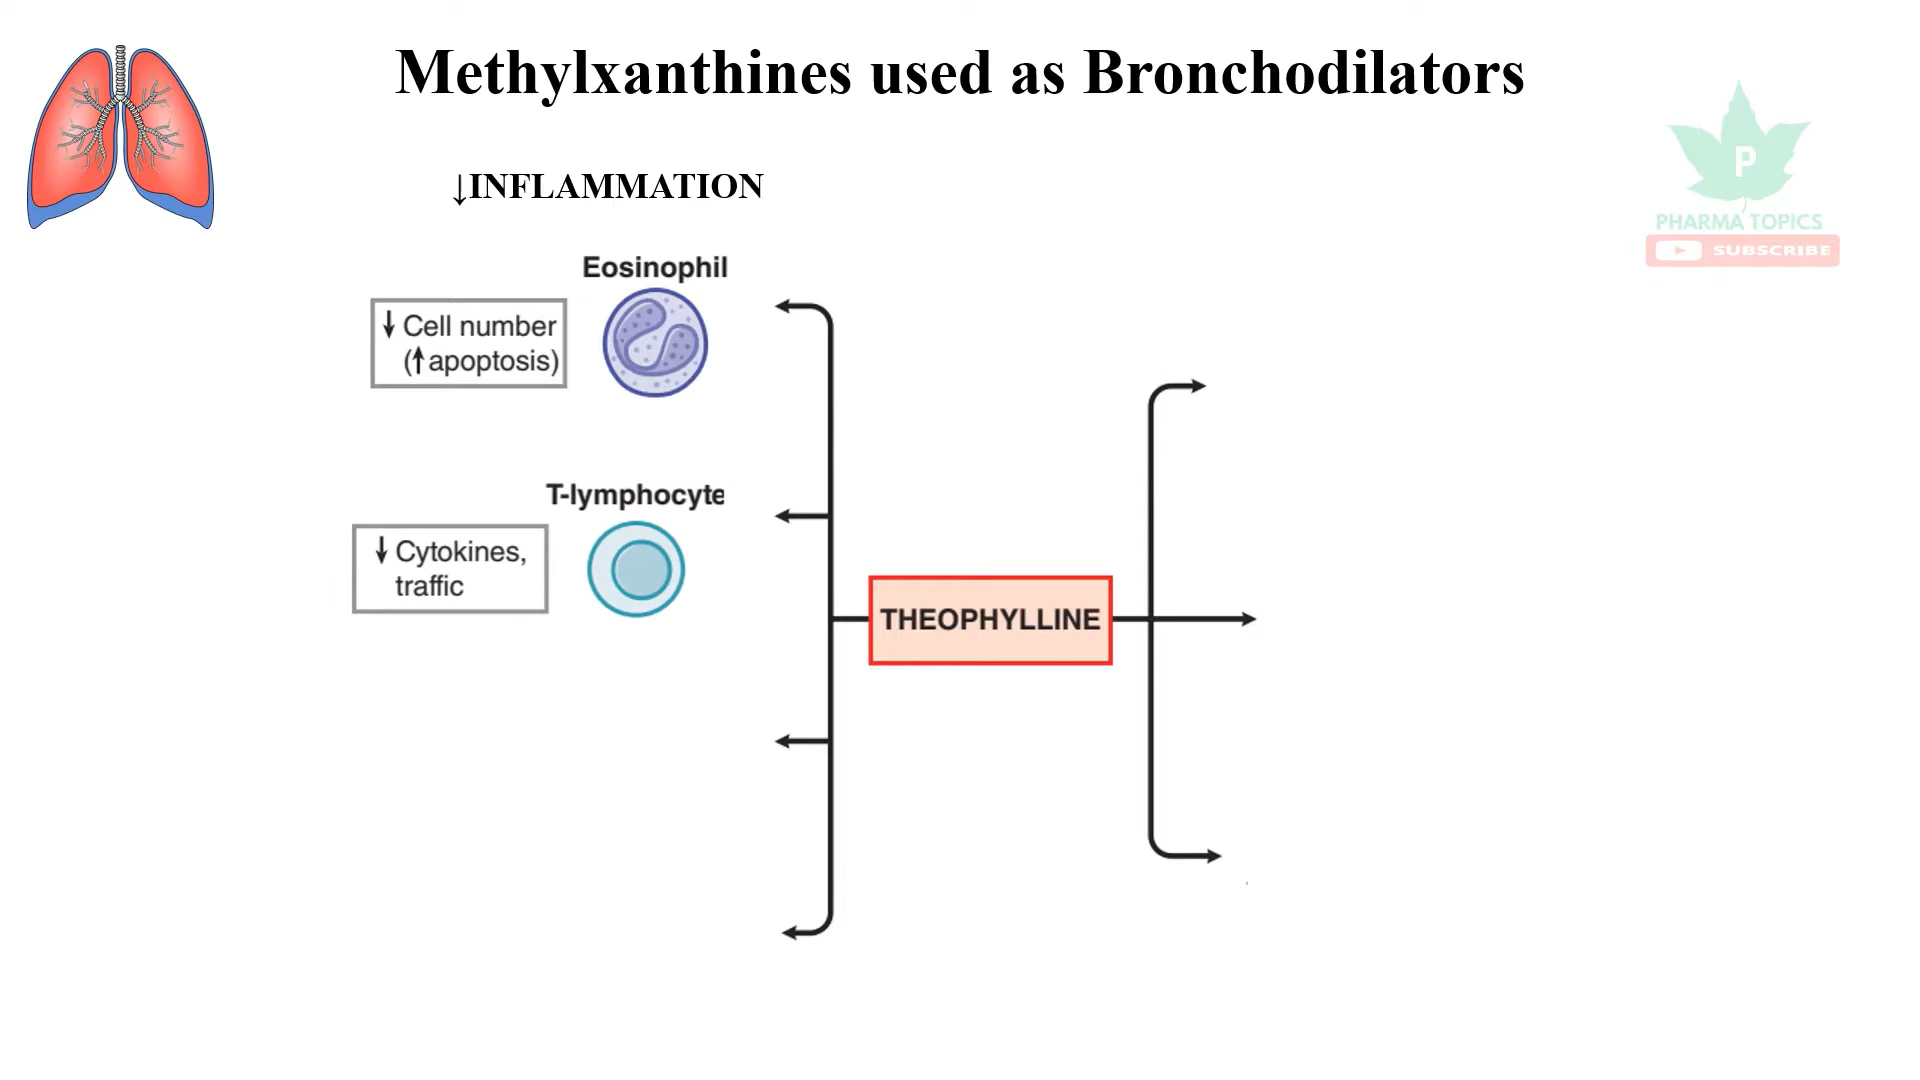 Methylxanthines used as Bronchodilators
P
PHARMA TOPICS
SUBSCRIBE
↓INFLAMMATION
Eosinophil
↓ Cell number
(↑ apoptosis)
T-lymphocyte
↓ Cytokines,
traffic
THEOPHYLLINE